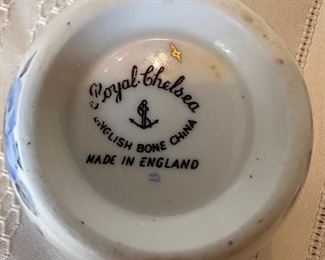 Royal Chelsea
ENGLISH BONE CHINA
MADE IN ENGLAND